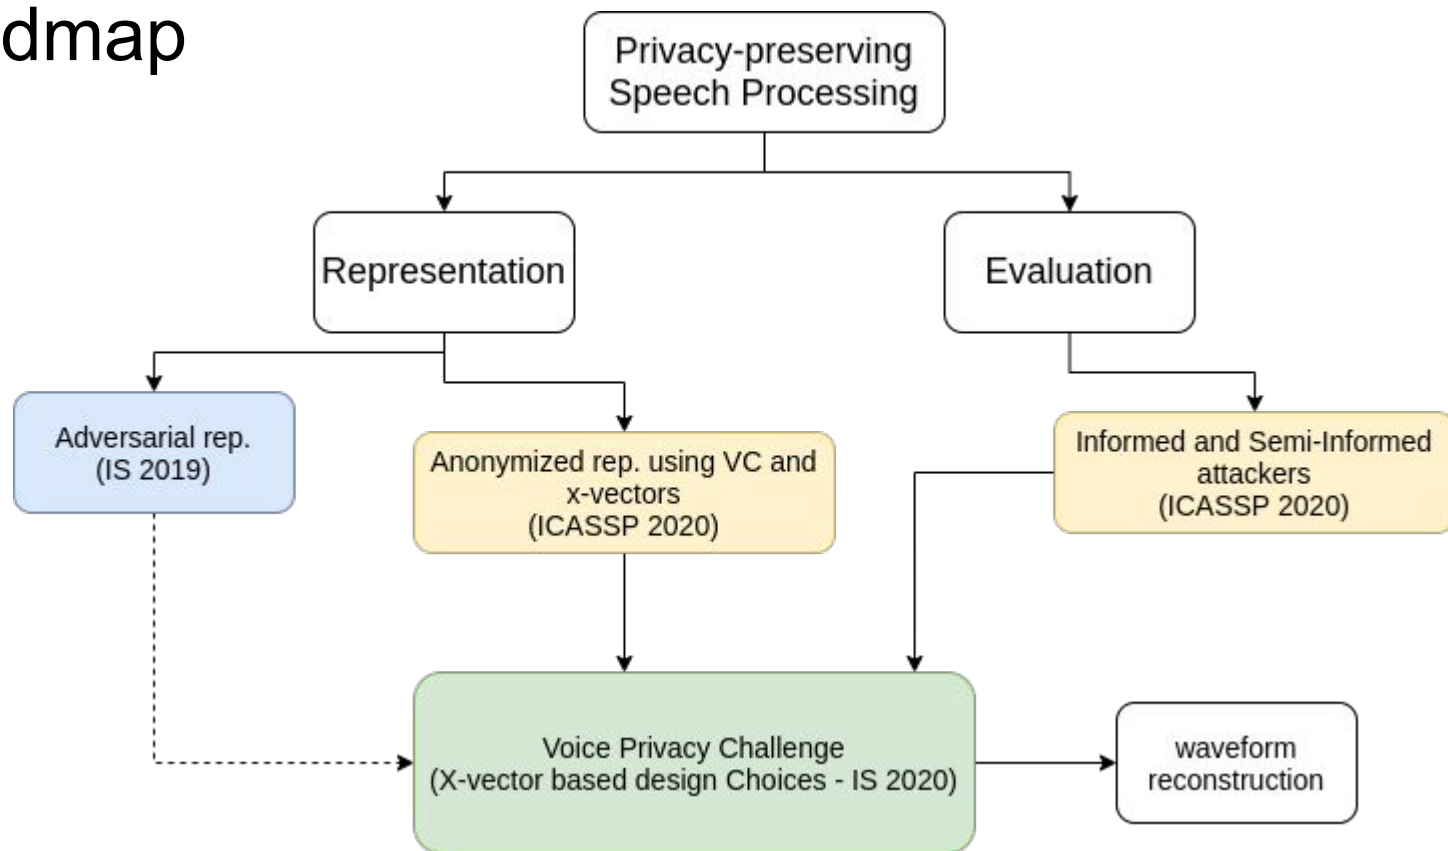 dmap
Privacy-preserving
Speech Processing
Representation
Evaluation
Adversarial rep.
(IS 2019)
Anonymized rep. using VC and
x-vectors
(ICASSP 2020)
Informed and Semi-Informed
attackers
(ICASSP 2020)
Voice Privacy Challenge
(X-vector based design Choices - IS 2020)
waveform
reconstruction